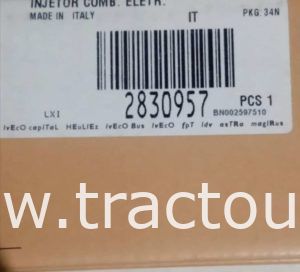 INJETOR COMB. ELETR.
MADE IN ITALY IT PKG.34N
2830957 PCS 1
LXI BN002597510
IvEcO capiTaL HEuLiEz IvEcO Bus IvEcO fpT Idv asTRa magIRus
w.tractou